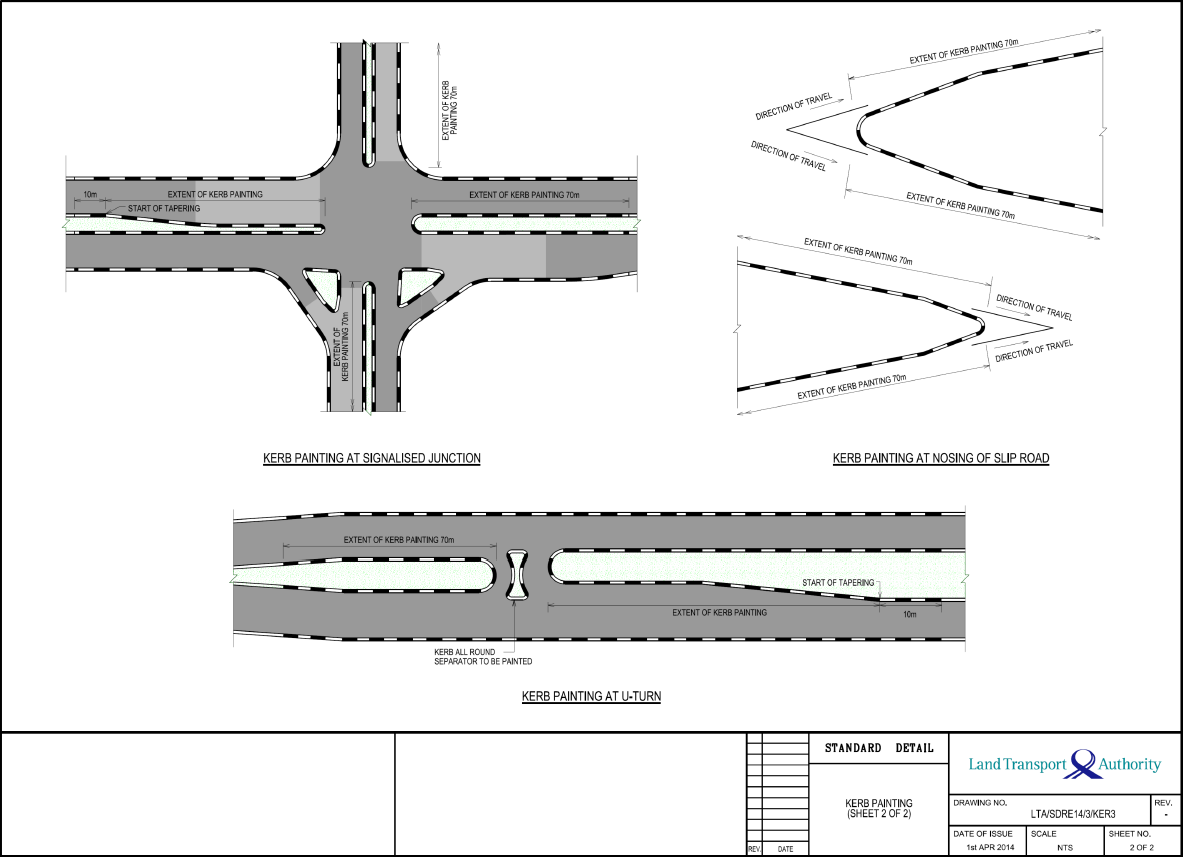 EXTENT OF KERB
PAINTING 70m
10m
EXTENT OF KERB PAINTING
START OF TAPERING
EXTENT OF KERB PAINTING 70m
EXTENT OF
KERB PAINTING 70m
KERB PAINTING AT SIGNALISED JUNCTION
EXTENT OF KERB PAINTING 70m
DIRECTION OF TRAVEL
DIRECTION OF TRAVEL
EXTENT OF KERB PAINTING 70m
EXTENT OF KERB PAINTING 70m
DIRECTION OF TRAVEL
DIRECTION OF TRAVEL
EXTENT OF KERB PAINTING 70m
KERB PAINTING AT NOSING OF SLIP ROAD
EXTENT OF KERB PAINTING 70m
START OF TAPERING
EXTENT OF KERB PAINTING
10m
KERB ALL ROUND
SEPARATOR TO BE PAINTED
KERB PAINTING AT U-TURN
REV.
DATE
STANDARD DETAIL
KERB PAINTING
(SHEET 2 OF 2)
Land Transport Authority
DRAWING NO.
LTA/SDRE14/3/KER3
REV.
-
DATE OF ISSUE
1st APR 2014
SCALE
NTS
SHEET NO.
2 OF 2